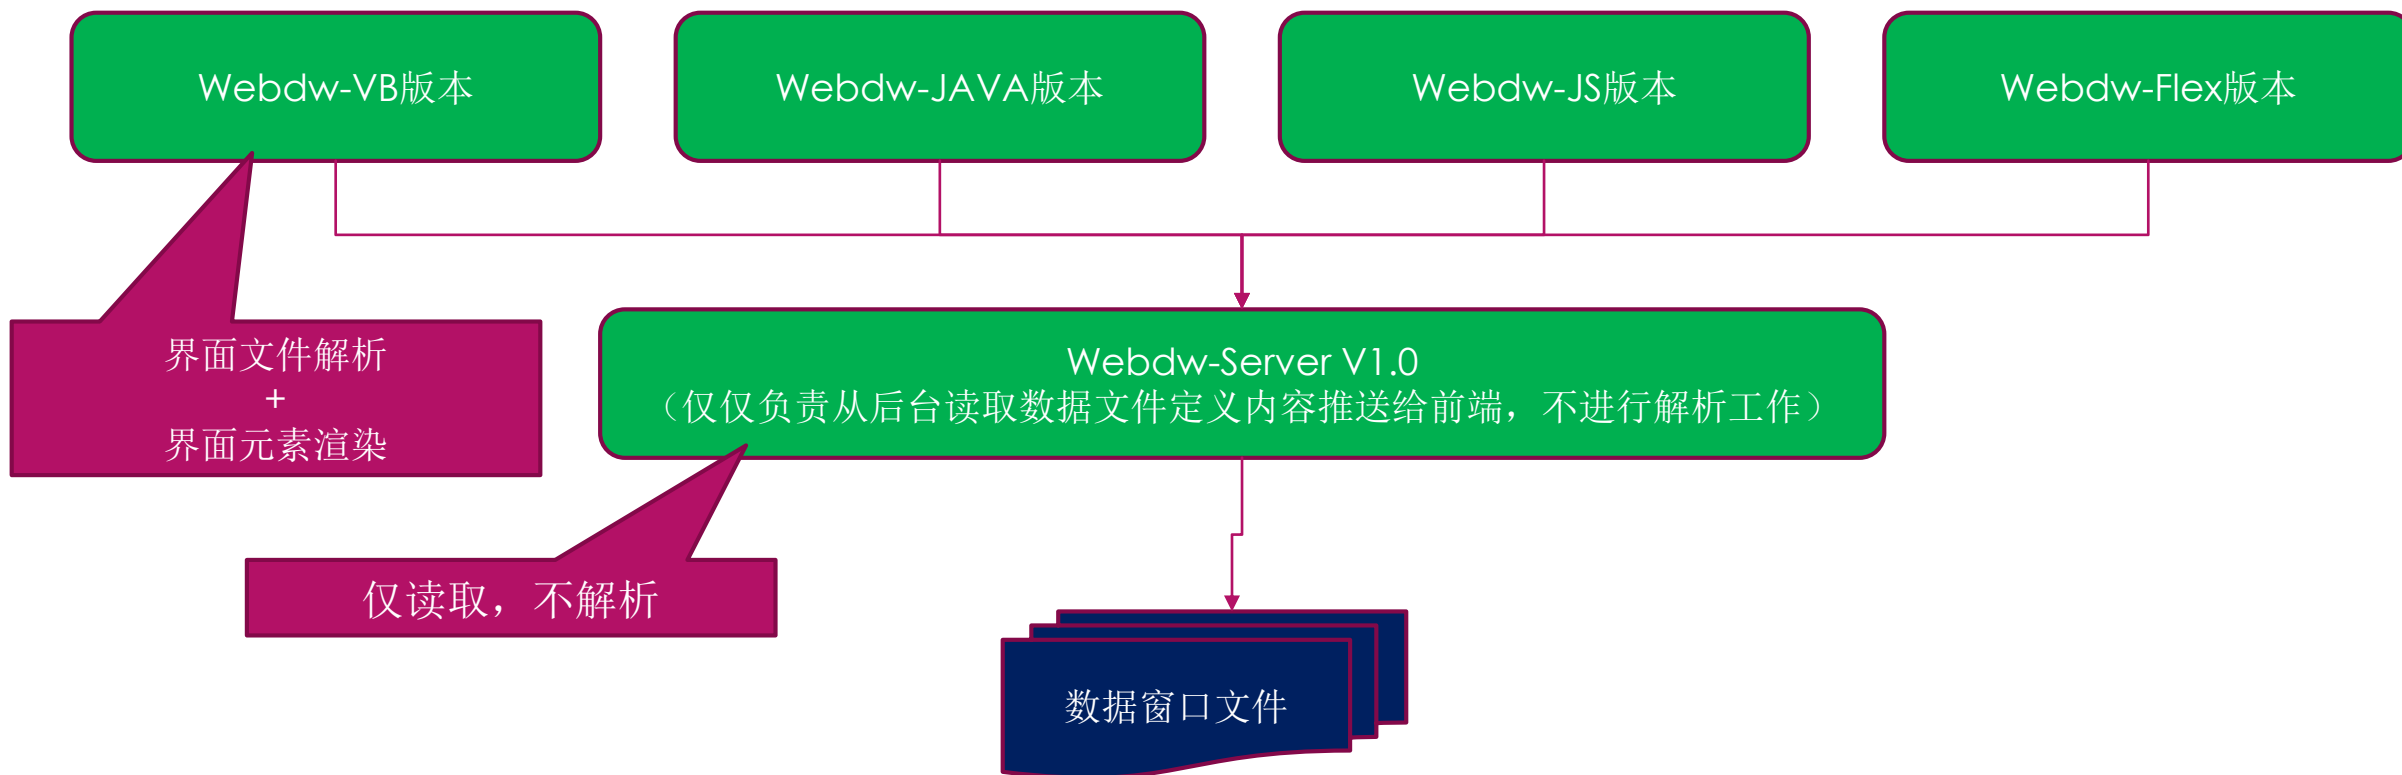 Webdw-VB版本
Webdw-JAVA版本
Webdw-JS版本
Webdw-Flex版本
界面文件解析
+
界面元素渲染
Webdw-Server V1.0
（仅仅负责从后台读取数据文件定义内容推送给前端，不进行解析工作）
仅读取，不解析
数据窗口文件